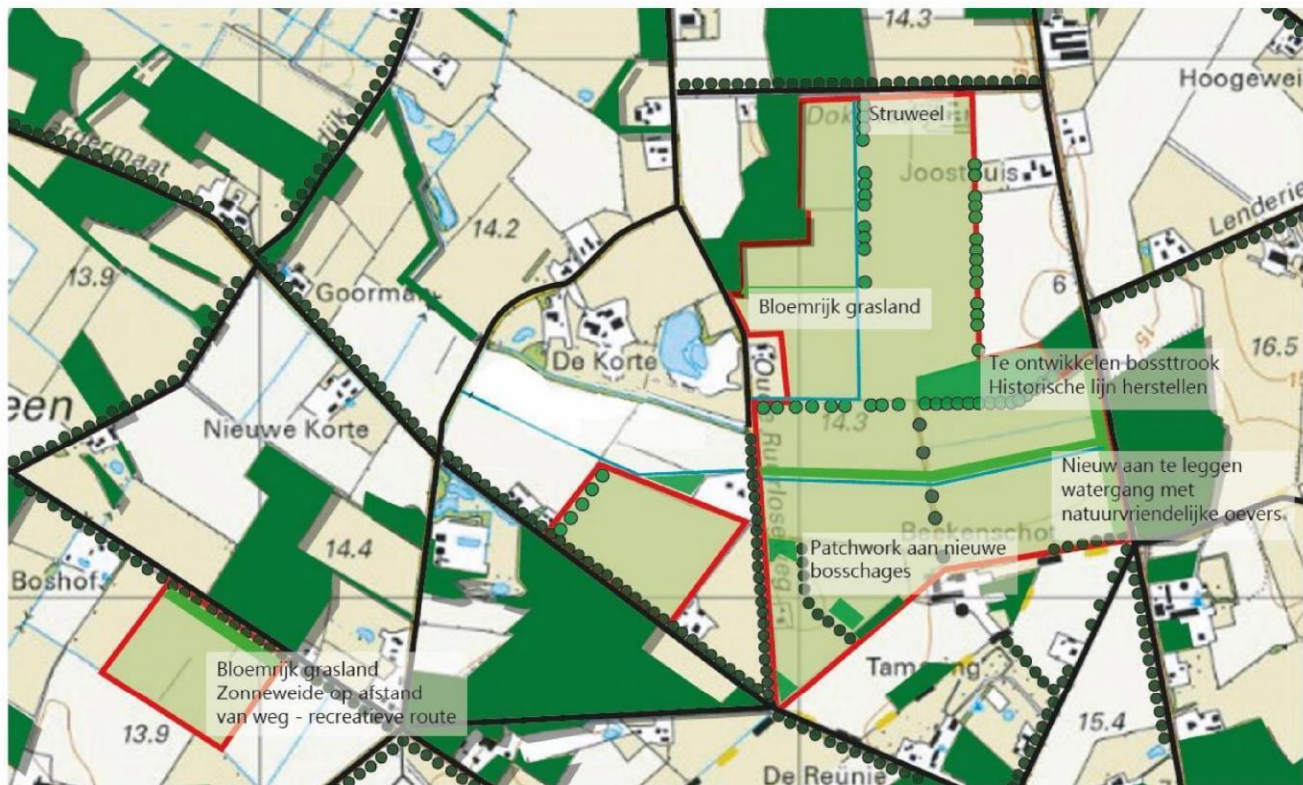 14.3
Hoogewei
Struweel
Joosthuis
Lenderie
14.2
13.9
Goorman
6
15
16.5
Bloemrijk grasland
De Korte
Te ontwikkelen bossttrook
Historische lijn herstellen
een
Nieuwe Korte
14.3
Nieuw aan te leggen
watergang met
natuurvriendelijke oevers
Beekenschot
14.4
Patchwork aan nieuwe
bosschages
Boshof
Bloemrijk grasland
Zonneweide op afstand
van weg - recreatieve route
13.9
15.4
De Reünie